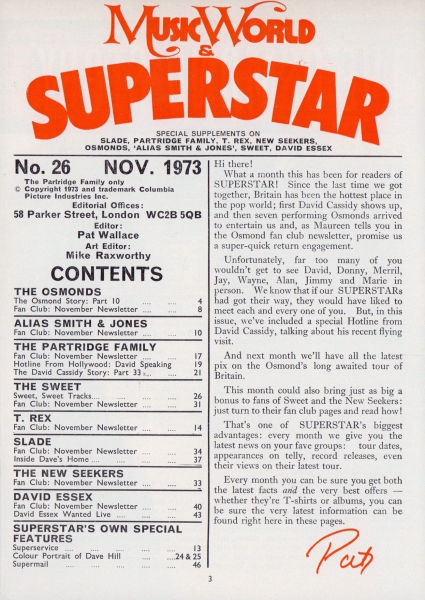 Music World
&
SUPERSTAR
SPECIAL SUPPLEMENTS ON
SLADE, PARTRIDGE FAMILY, T. REX, NEW SEEKERS,
OSMONDS, 'ALIAS SMITH & JONES', SWEET, DAVID ESSEX
No. 26 NOV. 1973
The Partridge Family only
© Copyright 1973 and trademark Columbia
Picture Industries Inc.
Editorial Offices:
58 Parker Street, London WC2B 5QB
Editor:
Pat Wallace
Art Editor:
Mike Raxworthy
CONTENTS
THE OSMONDS
The Osmond Story: Part 10 .... .... 4
Fan Club: November Newsletter .... 8
ALIAS SMITH & JONES
Fan Club: November Newsletter .... 10
THE PARTRIDGE FAMILY
Fan Club: November Newsletter .... 17
Hotline From Hollywood: David Speaking 19
The David Cassidy Story: Part 33 .... 21
THE SWEET
Sweet, Sweet Tracks.... .... .... 26
Fan Club: November Newsletter .... 31
T. REX
Fan Club: November Newsletter .... 14
SLADE
Fan Club: November Newsletter .... 34
Inside Dave's Home.... .... .... 37
THE NEW SEEKERS
Fan Club: November Newsletter .... 33
DAVID ESSEX
Fan Club: November Newsletter .... 40
David Essex Wanted Live .... .... 43
SUPERSTAR'S OWN SPECIAL
FEATURES
Superservice .... .... .... .... 13
Colour Portrait of Dave Hill .... ....24 & 25
Supermail .... .... .... .... 46
Hi there!
What a month this has been for readers of
SUPERSTAR! Since the last time we got
together, Britain has been the hottest place in
the pop world; first David Cassidy shows up,
and then seven performing Osmonds arrived
to entertain us and, as Maureen tells you in
the Osmond fan club newsletter, promise us
a super-quick return engagement.
Unfortunately, far too many of you
wouldn't get to see David, Donny, Merril,
Jay, Wayne, Alan, Jimmy and Marie in
person. We know that if our SUPERSTARs
had got their way, they would have liked to
meet each and every one of you. But, in this
issue, we've included a special Hotline from
David Cassidy, talking about his recent flying
visit.
And next month we'll have all the latest
pix on the Osmond's long awaited tour of
Britain.
This month could also bring just as big a
bonus to fans of Sweet and the New Seekers:
just turn to their fan club pages and read how!
That's one of SUPERSTAR's biggest
advantages: every month we give you the
latest news on your fave groups: tour dates,
appearances on telly, record releases, even
their views on their latest tour.
Every month you can be sure you get both
the latest facts and the very best offers —
whether they're T-shirts or albums, you can
be sure the very latest information can be
found right here in these pages.
Pat
3